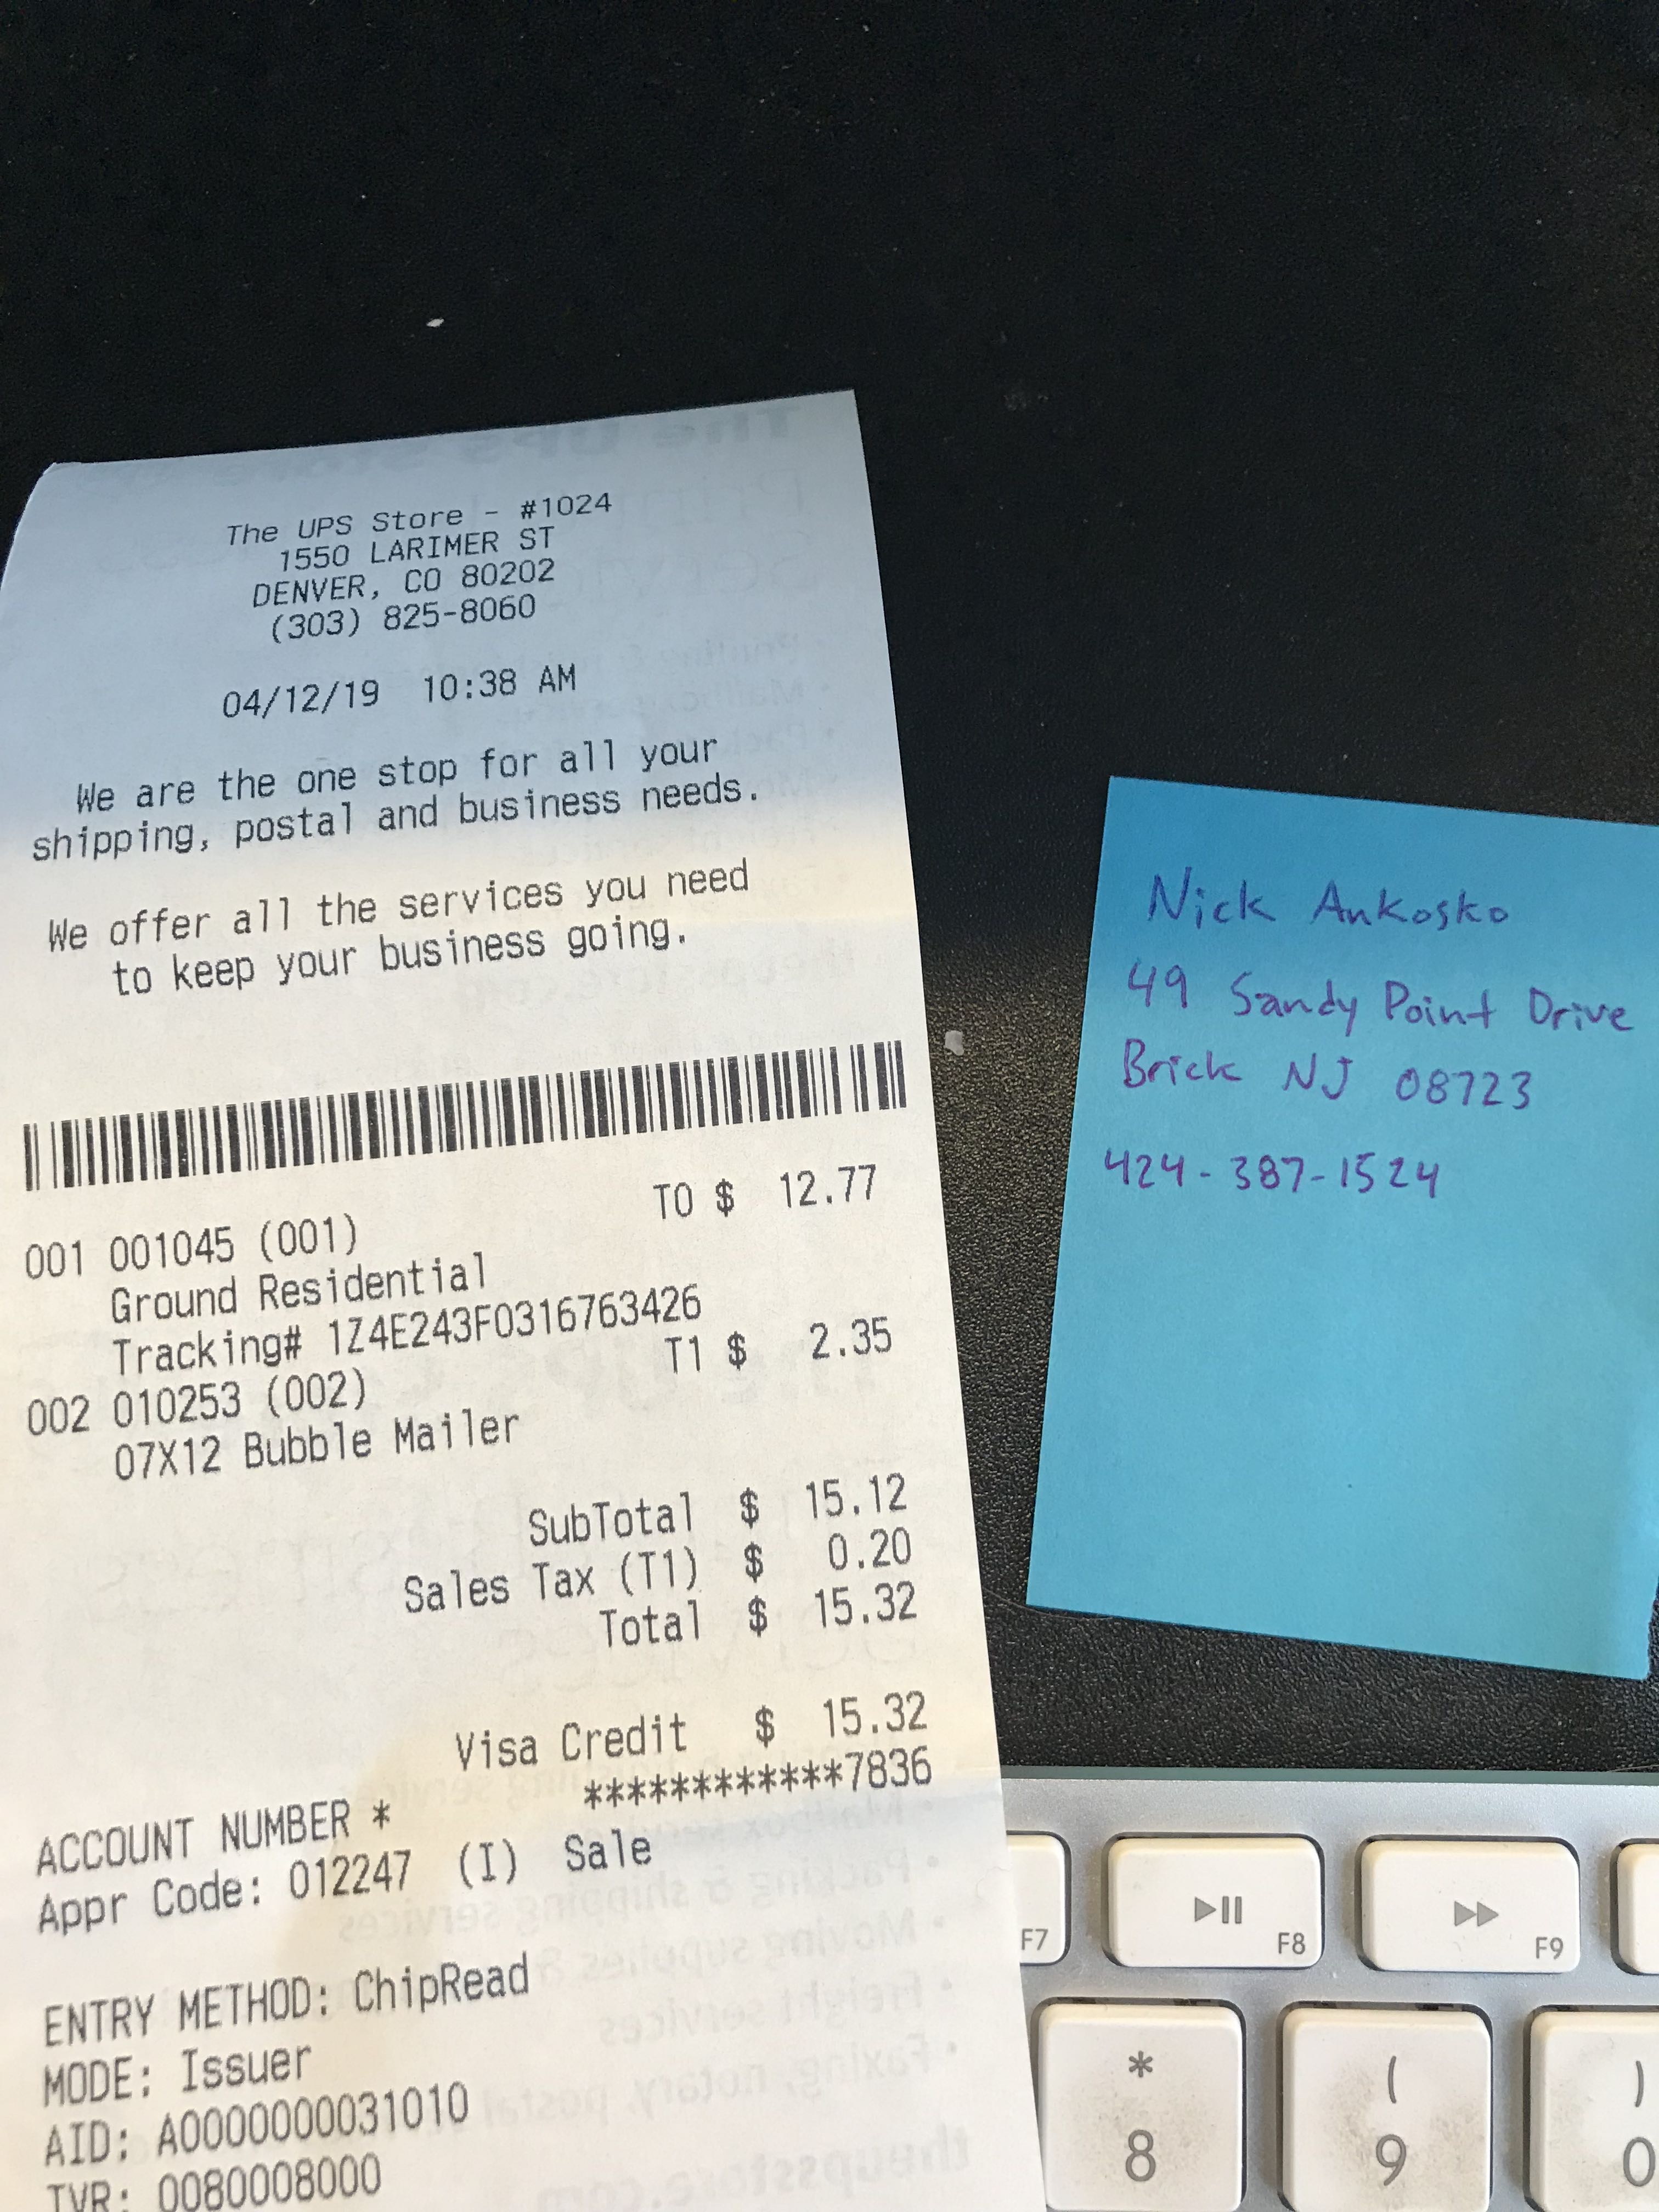 The UPS Store - #1024
1550 LARIMER ST
DENVER, CO 80202
(303) 825-8060
04/12/19 10:38 AM
We are the one stop for all your
shipping, postal and business needs.
We offer all the services you need
to keep your business going.
001 001045 (001) TO $ 12.77
Ground Residential
Tracking# 1Z4E243F0316763426
002 010253 (002) T1 $ 2.35
07X12 Bubble Mailer
SubTotal $ 15.12
Sales Tax (T1) $ 0.20
Total $ 15.32
Visa Credit $ 15.32
ACCOUNT NUMBER * ************7836
Appr Code: 012247 (I) Sale
ENTRY METHOD: ChipRead
MODE: Issuer
AID: A0000000031010
TVR: 0080008000
Nick Ankosko
49 Sandy Point Drive
Brick NJ 08723
424-387-1524
F7
F8
F9
*
8
(
9
)
0